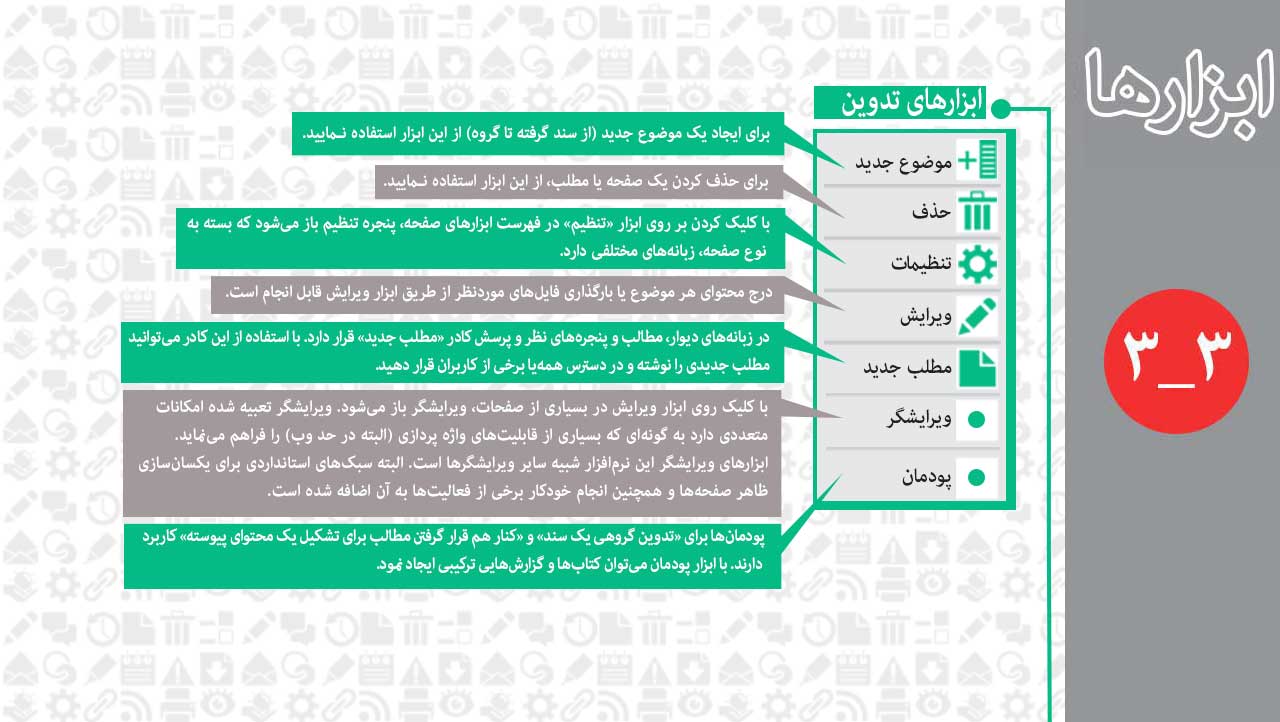 ابزارها
۳_۳
ابزارهای تدوین
موضوع جدید
برای ایجاد یک موضوع جدید (از سند گرفته تا گروه) از این ابزار استفاده نـمایید.
حذف
برای حذف کردن یک صفحه یا مطلب، از این ابزار استفاده نـمایید.
تنظیمات
با کلیک کردن بر روی ابزار «تنظیم» در فهرست ابزارهای صفحه، پنجره تنظیم باز می‌شود که بسته به
نوع صفحه، زبانه‌های مختلفی دارد.
ویرایش
درج محتوای هر موضوع یا بارگذاری فایل‌های موردنظر از طریق ابزار ویرایش قابل انجام است.
مطلب جدید
در زبانه‌های دیوار، مطالب و پنجره‌های نظر و پرسش کادر «مطلب جدید» قرار دارد. با استفاده از این کادر می‌توانید
مطلب جدیدی را نوشته و در دسترس همه‌یا برخی از کاربران قرار دهید.
ویرایشگر
با کلیک روی ابزار ویرایش در بسیاری از صفحات، ویرایشگر باز می‌شود. ویرایشگر تعبیه شده امکانات
متعددی دارد به گونه‌ای که بسیاری از قابلیت‌های واژه پردازی (البته در حد وب) را فراهم می‌نماید.
ابزارهای ویرایشگر این نرم‌افزار شبیه سایر ویرایشگرها است. البته سبک‌های استانداردی برای یکسان‌سازی
ظاهر صفحه‌ها و همچنین انجام خودکار برخی از فعالیت‌ها به آن اضافه شده است.
پودمان
پودمان‌ها برای «تدوین گروهی یک سند» و «کنار هم قرار گرفتن مطالب برای تشکیل یک محتوای پیوسته» کاربرد
دارند. با ابزار پودمان می‌توان کتاب‌ها و گزارش‌هایی ترکیبی ایجاد نمود.